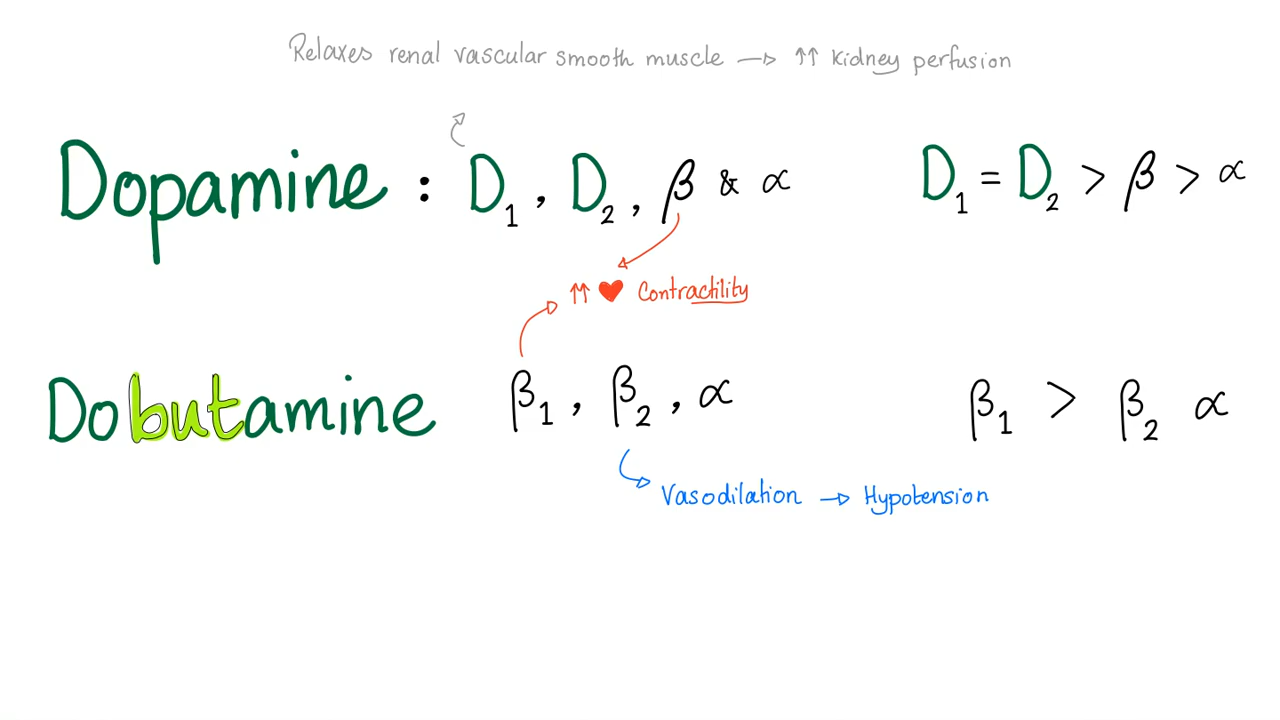 Relaxes renal vascular smooth muscle → ↑↑ kidney perfusion
Dopamine : D₁ , D₂ , β & α D₁ = D₂ > β > α
↑↑ ♥ Contractility
Dobutamine β₁ , β₂ , α β₁ > β₂ α
Vasodilation → Hypotension